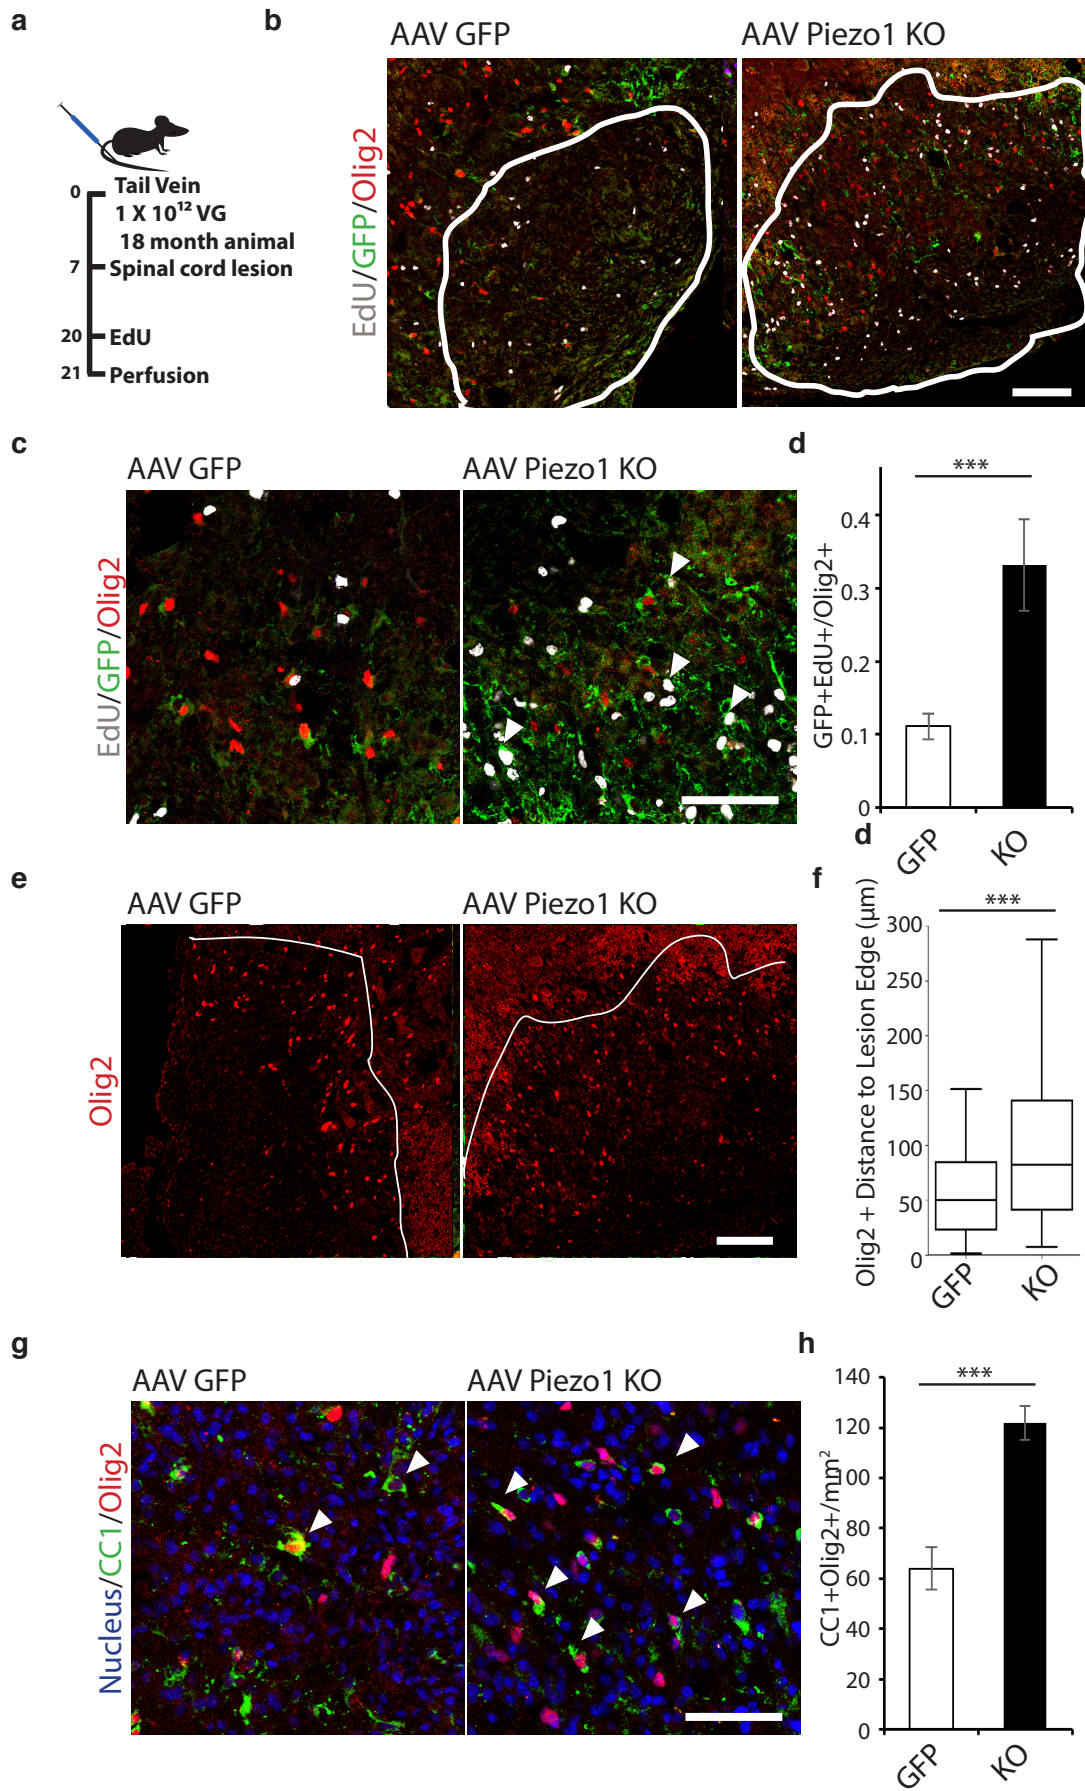 a
0
Tail Vein
1 X 10¹² VG
18 month animal
7
Spinal cord lesion
20
EdU
21
Perfusion
b
AAV GFP
AAV Piezo1 KO
EdU/GFP/Olig2
c
AAV GFP
AAV Piezo1 KO
EdU/GFP/Olig2
d
***
GFP+EdU+/Olig2+
0.4
0.3
0.2
0.1
0
GFP
KO
e
AAV GFP
AAV Piezo1 KO
Olig2
d
f
***
Olig2 + Distance to Lesion Edge (μm)
300
250
200
150
100
50
0
GFP
KO
g
AAV GFP
AAV Piezo1 KO
Nucleus/CC1/Olig2
h
***
CC1+Olig2+/mm²
140
120
100
80
60
40
20
0
GFP
KO